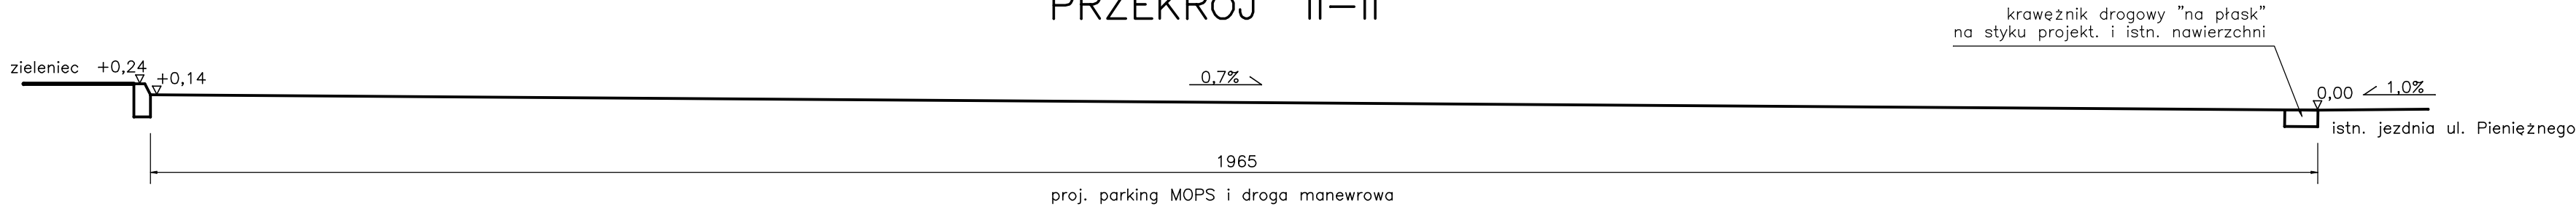 PRZEKRÓJ II-II
krawężnik drogowy "na płask"
na styku projekt. i istn. nawierzchni
zieleniec +0,24
+0,14
0,7%
0,00
1,0%
istn. jezdnia ul. Pieniężnego
1965
proj. parking MOPS i droga manewrowa